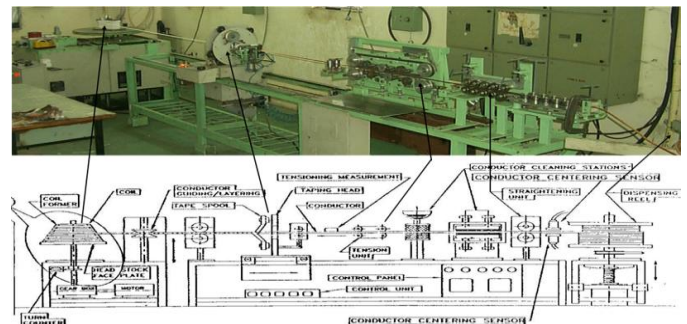 TENSIONING MEASUREMENT
CONDUCTOR CLEANING STATIONS
CONDUCTOR CENTERING SENSOR
CONDUCTOR
GUIDING/LAYERING
TAPING HEAD
STRAIGHTENING
UNIT
DISPENSING
REEL
COIL
FORMER
COIL
TAPE SPOOL
CONDUCTOR
TENSION
UNIT
HEAD STOCK
FACE PLATE
CONTROL PANEL
GEAR BOX
MOTOR
CONTROL UNIT
TURN
COUNTER
CONDUCTOR CENTERING SENSOR